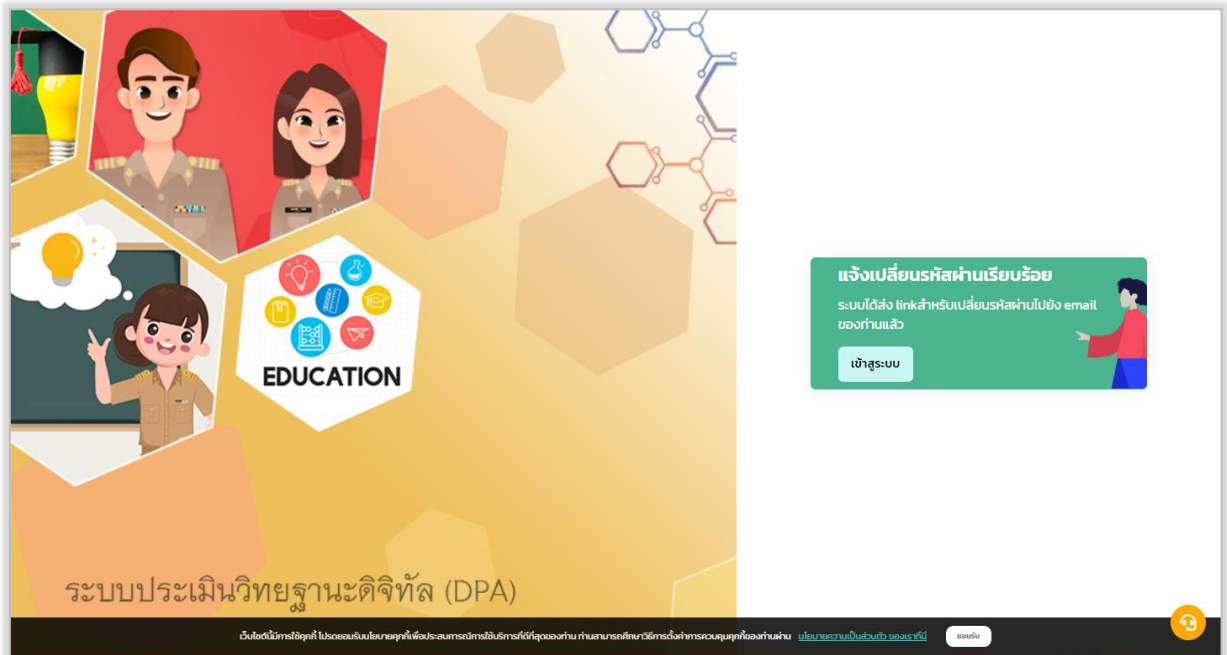 แจ้งเปลี่ยนรหัสผ่านเรียบร้อย
ระบบได้ส่ง linkสำหรับเปลี่ยนรหัสผ่านไปยัง email
ของท่านแล้ว
เข้าสู่ระบบ
EDUCATION
ระบบประเมินวิทยฐานะดิจิทัล (DPA)
เว็บไซต์นี้มีการใช้คุกกี้ โปรดยอมรับนโยบายคุกกี้เพื่อประสบการณ์การใช้บริการที่ดีที่สุดของท่าน ท่านสามารถศึกษาวิธีการตั้งค่าการควบคุมคุกกี้ของท่านผ่าน นโยบายความเป็นส่วนตัว ของเราที่นี่ ยอมรับ